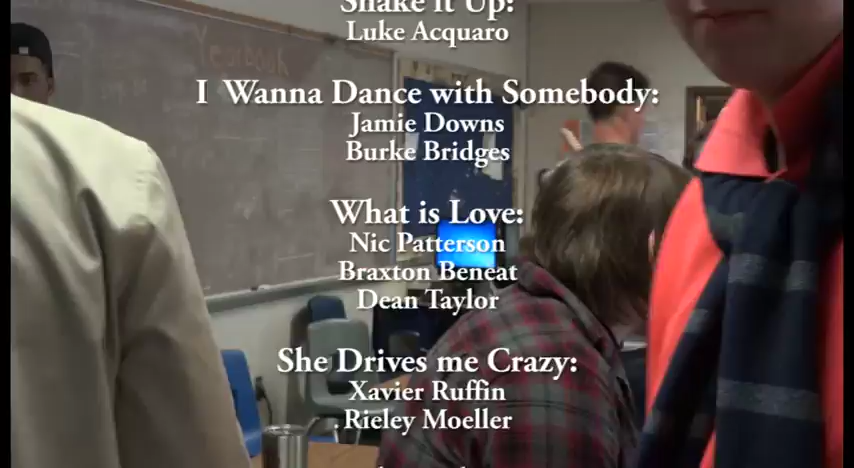 Shake it Up:
Luke Acquaro
I Wanna Dance with Somebody:
Jamie Downs
Burke Bridges
What is Love:
Nic Patterson
Braxton Beneat
Dean Taylor
She Drives me Crazy:
Xavier Ruffin
Rieley Moeller
Yearbook